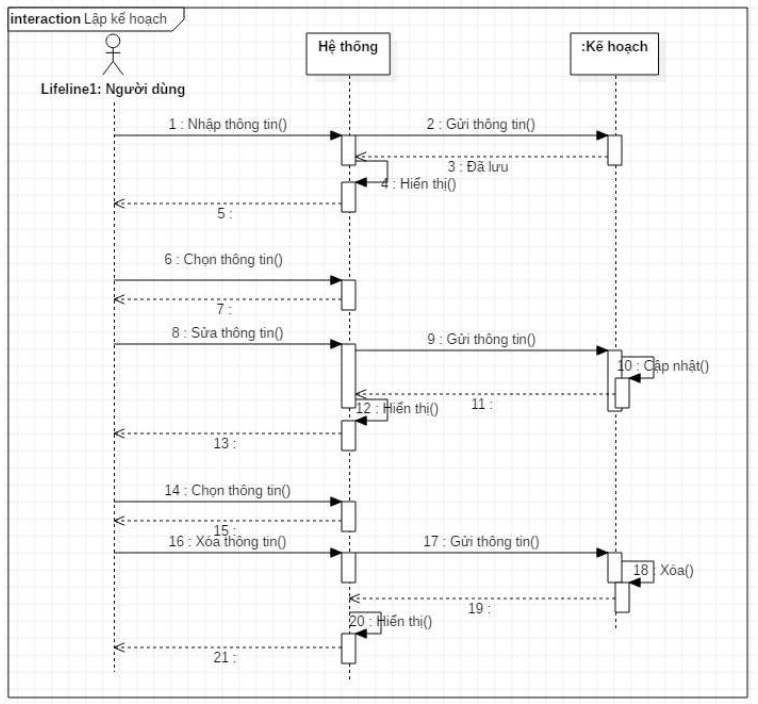 interaction Lập kế hoạch
Hệ thống
:Kế hoạch
Lifeline1: Người dùng
1 : Nhập thông tin()
2 : Gửi thông tin()
3 : Đã lưu
4 : Hiển thị()
5 :
6 : Chọn thông tin()
7 :
8 : Sửa thông tin()
9 : Gửi thông tin()
10 : Cập nhật()
11 :
12 : Hiển thị()
13 :
14 : Chọn thông tin()
15 :
16 : Xóa thông tin()
17 : Gửi thông tin()
18 : Xóa()
19 :
20 : Hiển thị()
21 :